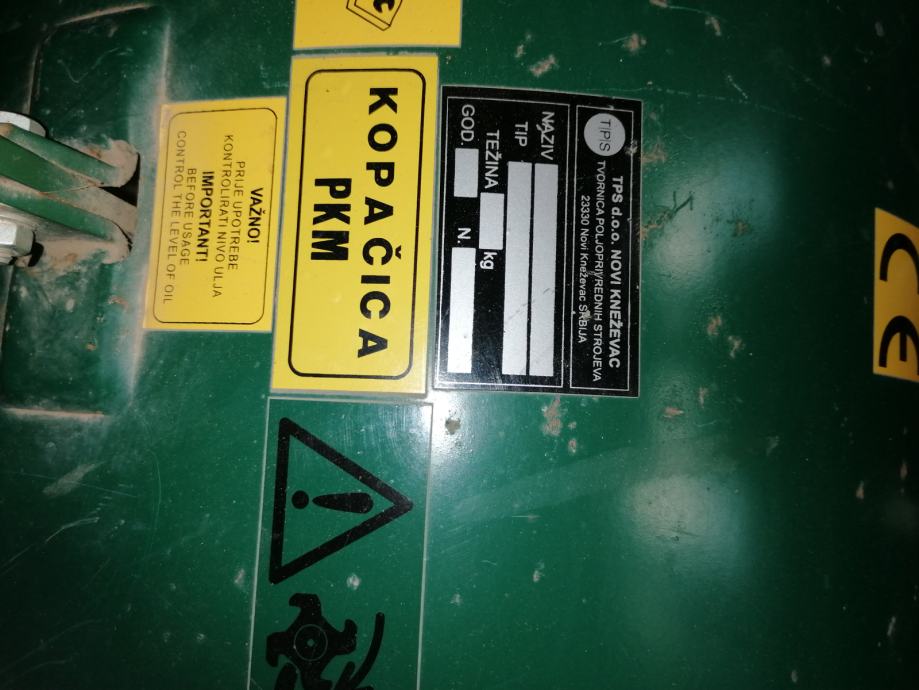 TPS
TPS d.o.o. NOVI KNEŽEVAC
TVORNICA POLJOPRIVREDNIH STROJEVA
23330 Novi Kneževac SRBIJA
NAZIV
TIP
TEŽINA kg
GOD. N.
KOPAČICA
PKM
VAŽNO!
PRIJE UPOTREBE
KONTROLIRATI NIVO ULJA
IMPORTANT!
BEFORE USAGE
CONTROL THE LEVEL OF OIL
CE